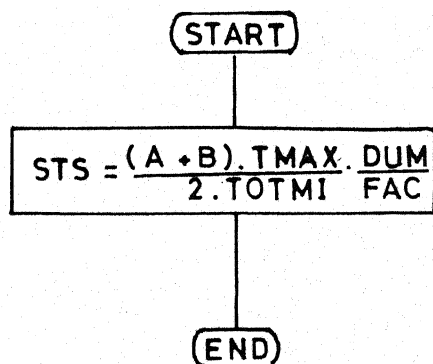 START
STS = (A + B). TMAX . DUM
2. TOTMI FAC
END